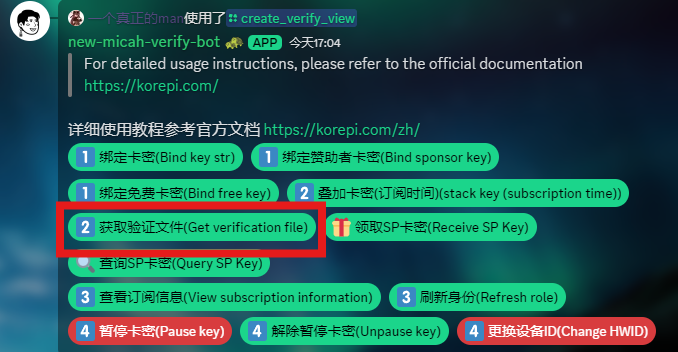 一个真正的man使用了 create_verify_view
new-micah-verify-bot APP 今天17:04
For detailed usage instructions, please refer to the official documentation
https://korepi.com/
详细使用教程参考官方文档 https://korepi.com/zh/
1 绑定卡密(Bind key str) 1 绑定赞助者卡密(Bind sponsor key)
1 绑定免费卡密(Bind free key) 2 叠加卡密(订阅时间)(stack key (subscription time))
2 获取验证文件(Get verification file) 领取SP卡密(Receive SP Key)
查询SP卡密(Query SP Key)
3 查看订阅信息(View subscription information) 3 刷新身份(Refresh role)
4 暂停卡密(Pause key) 4 解除暂停卡密(Unpause key) 4 更换设备ID(Change HWID)